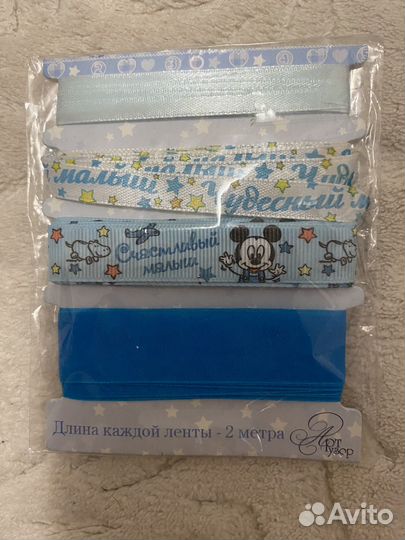 малыш
Чудесный
Счастливый
малыш
Длина каждой ленты - 2 метра
Арт
Узор
Avito